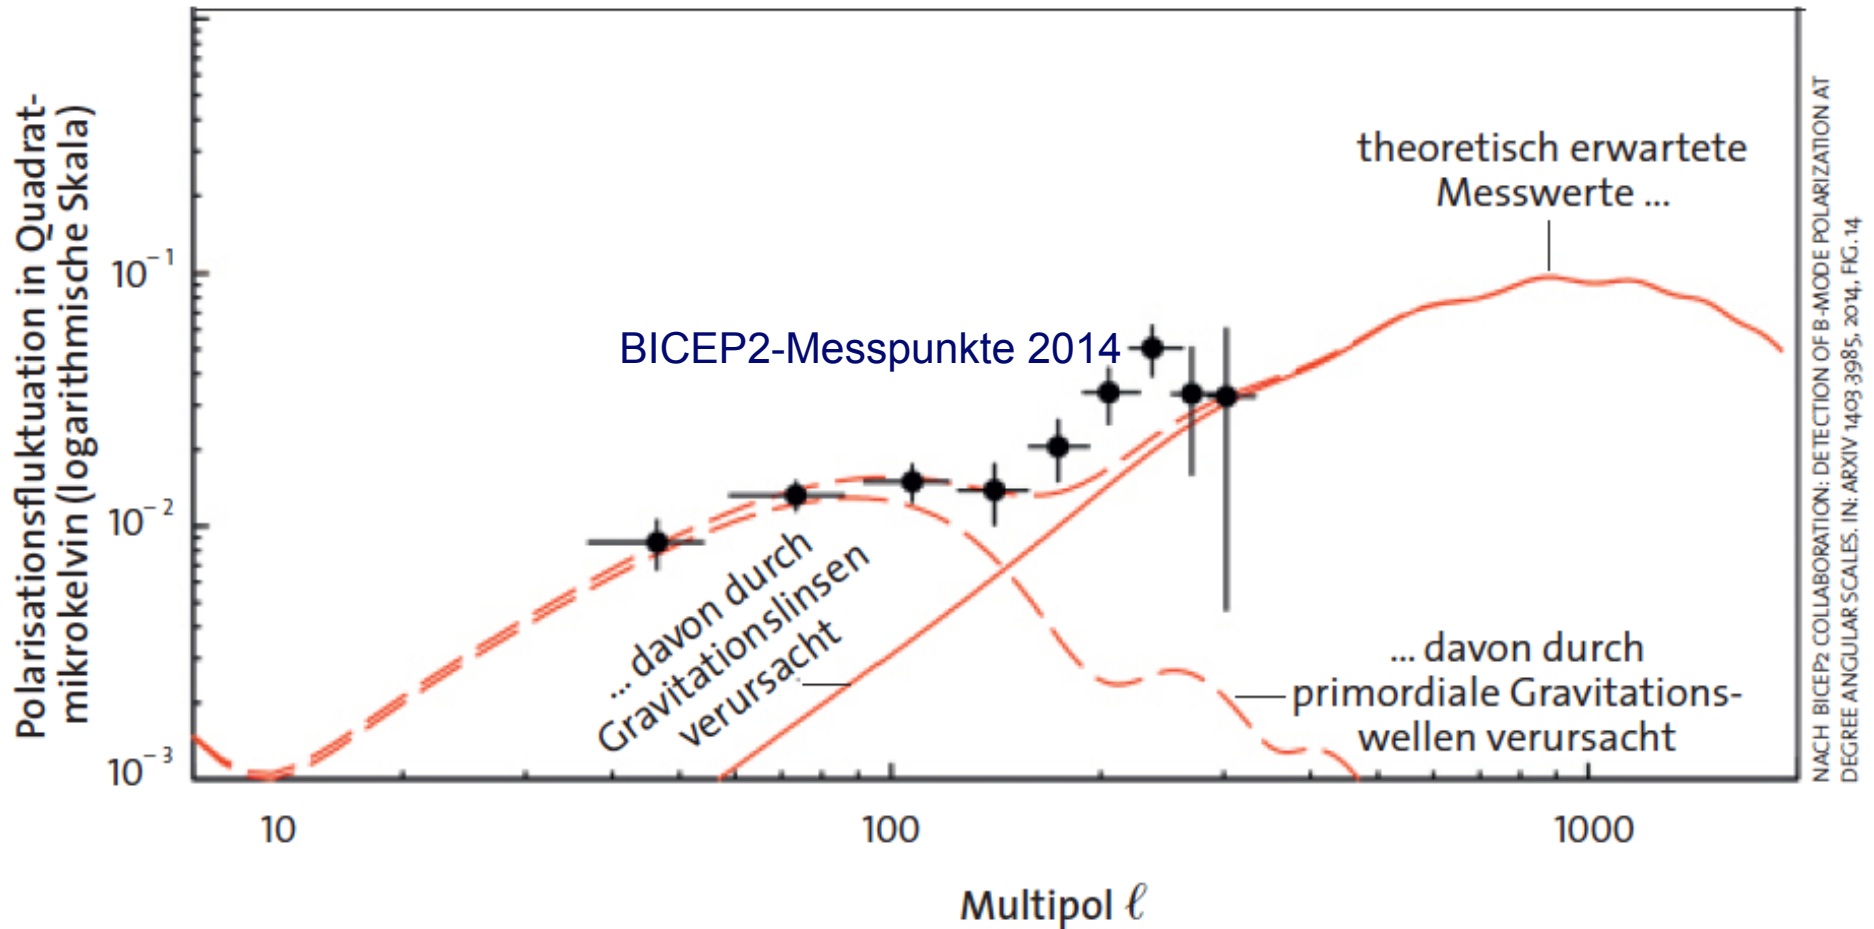 Polarisationsfluktuation in Quadrat-
mikrokelvin (logarithmische Skala)
10⁻¹
10⁻²
10⁻³
BICEP2-Messpunkte 2014
theoretisch erwartete
Messwerte ...
... davon durch
Gravitationslinsen
verursacht
... davon durch
primordiale Gravitations-
wellen verursacht
10
100
1000
Multipol ℓ
NACH BICEP2 COLLABORATION: DETECTION OF B-MODE POLARIZATION AT
DEGREE ANGULAR SCALES. IN: ARXIV 1403.3985, 2014, FIG. 14